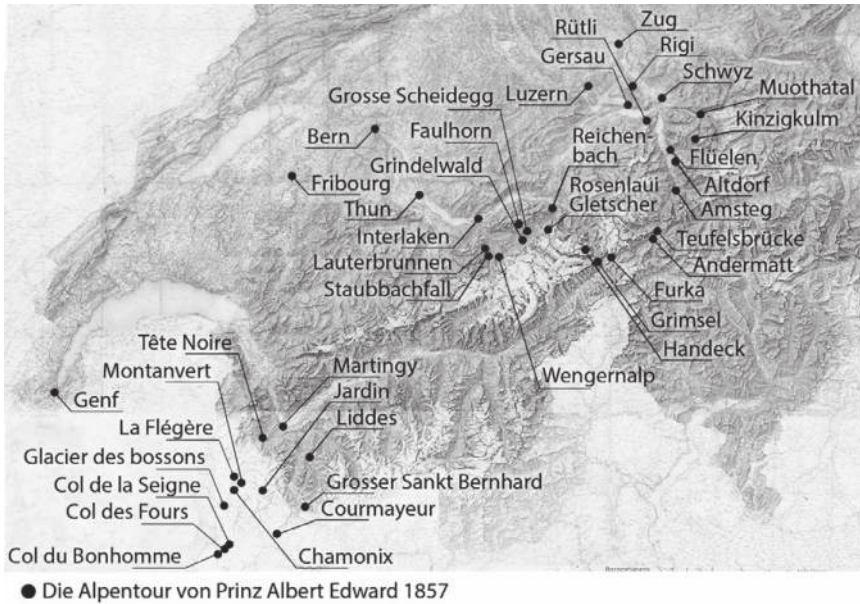 Zug
Rütli
Rigi
Gersau
Schwyz
Luzern
Muothatal
Grosse Scheidegg
Kinzigkulm
Bern
Faulhorn
Reichen-
bach
Flüelen
Grindelwald
Fribourg
Rosenlaui
Gletscher
Altdorf
Thun
Amsteg
Interlaken
Teufelsbrücke
Lauterbrunnen
Andermatt
Staubbachfall
Furka
Grimsel
Tête Noire
Handeck
Montanvert
Martingy
Wengernalp
Genf
Jardin
La Flégère
Liddes
Glacier des bossons
Col de la Seigne
Grosser Sankt Bernhard
Col des Fours
Courmayeur
Col du Bonhomme
Chamonix
● Die Alpentour von Prinz Albert Edward 1857